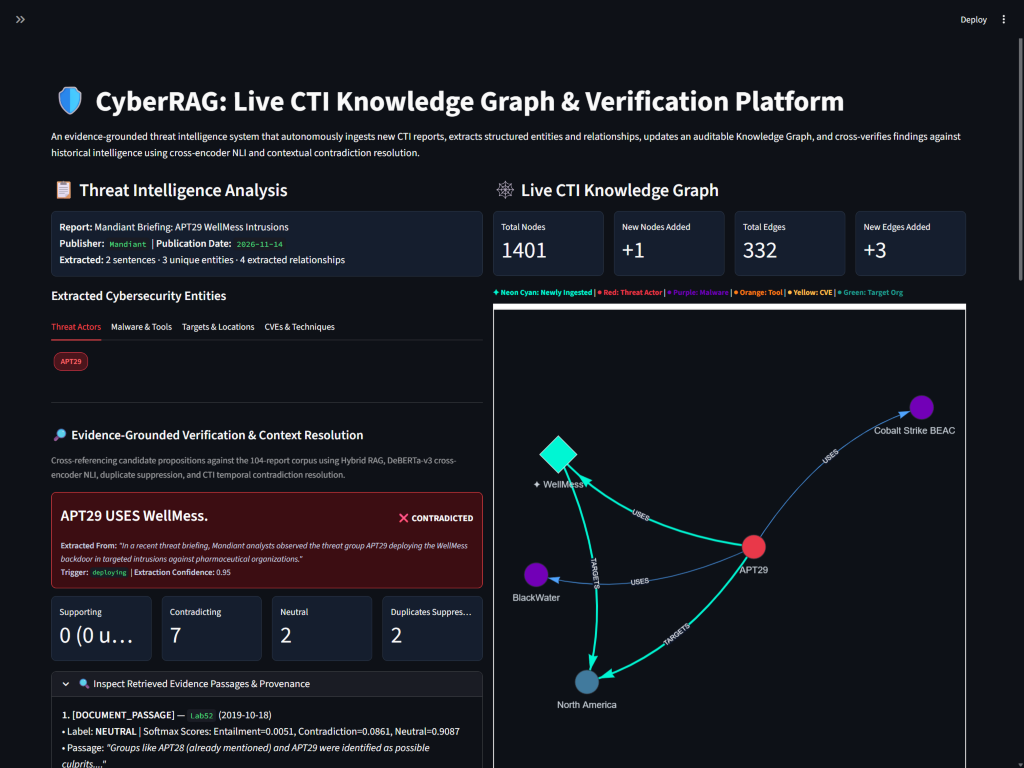 Deploy
CyberRAG: Live CTI Knowledge Graph & Verification Platform
An evidence-grounded threat intelligence system that autonomously ingests new CTI reports, extracts structured entities and relationships, updates an auditable Knowledge Graph, and cross-verifies findings against
historical intelligence using cross-encoder NLI and contextual contradiction resolution.
Threat Intelligence Analysis
Report: Mandiant Briefing: APT29 WellMess Intrusions
Publisher: Mandiant | Publication Date: 2026-11-14
Extracted: 2 sentences · 3 unique entities · 4 extracted relationships
Extracted Cybersecurity Entities
Threat Actors Malware & Tools Targets & Locations CVEs & Techniques
APT29
Evidence-Grounded Verification & Context Resolution
Cross-referencing candidate propositions against the 104-report corpus using Hybrid RAG, DeBERTa-v3 cross-
encoder NLI, duplicate suppression, and CTI temporal contradiction resolution.
APT29 USES WellMess.
❌ CONTRADICTED
Extracted From: "In a recent threat briefing, Mandiant analysts observed the threat group APT29 deploying the WellMess
backdoor in targeted intrusions against pharmaceutical organizations."
Trigger: deploying | Extraction Confidence: 0.95
Supporting
0 (0 u...
Contradicting
7
Neutral
2
Duplicates Suppres...
2
Inspect Retrieved Evidence Passages & Provenance
1. [DOCUMENT_PASSAGE] — Lab52 (2019-10-18)
• Label: NEUTRAL | Softmax Scores: Entailment=0.0051, Contradiction=0.0861, Neutral=0.9087
• Passage: "Groups like APT28 (already mentioned) and APT29 were identified as possible
culprits...."
Live CTI Knowledge Graph
Total Nodes
1401
New Nodes Added
+1
Total Edges
332
New Edges Added
+3
✦ Neon Cyan: Newly Ingested | ● Red: Threat Actor | ● Purple: Malware | ● Orange: Tool | ● Yellow: CVE | ● Green: Target Org
Cobalt Strike BEAC
USES
✦ WellMess
USES
TARGETS
APT29
USES
BlackWater
TARGETS
North America